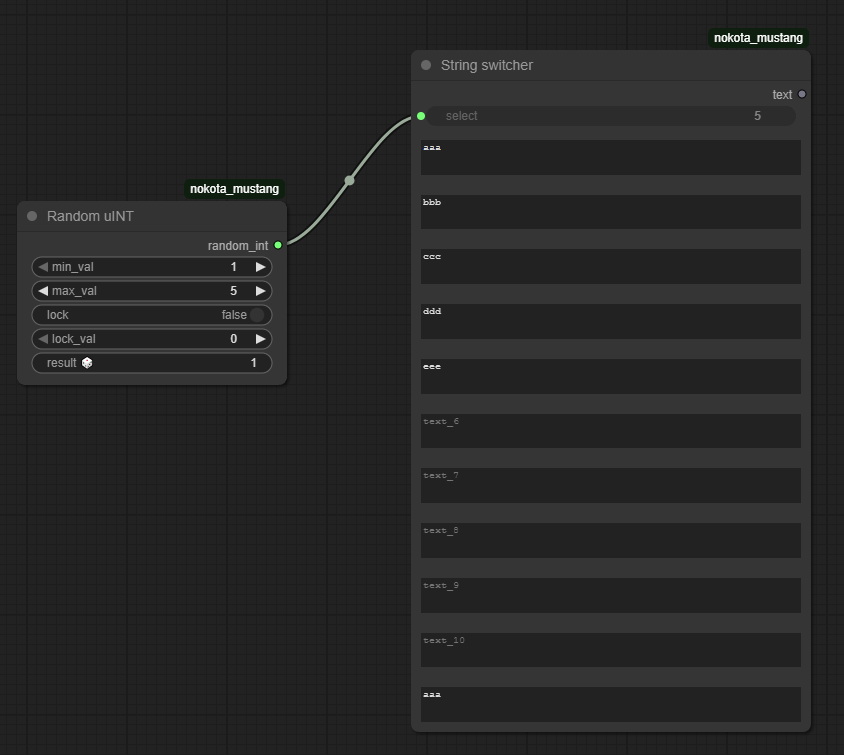 nokota_mustang
String switcher
text
select 5
aaa
bbb
ccc
ddd
eee
text_6
text_7
text_8
text_9
text_10
aaa
nokota_mustang
Random uINT
random_int
min_val 1
max_val 5
lock false
lock_val 0
result 1